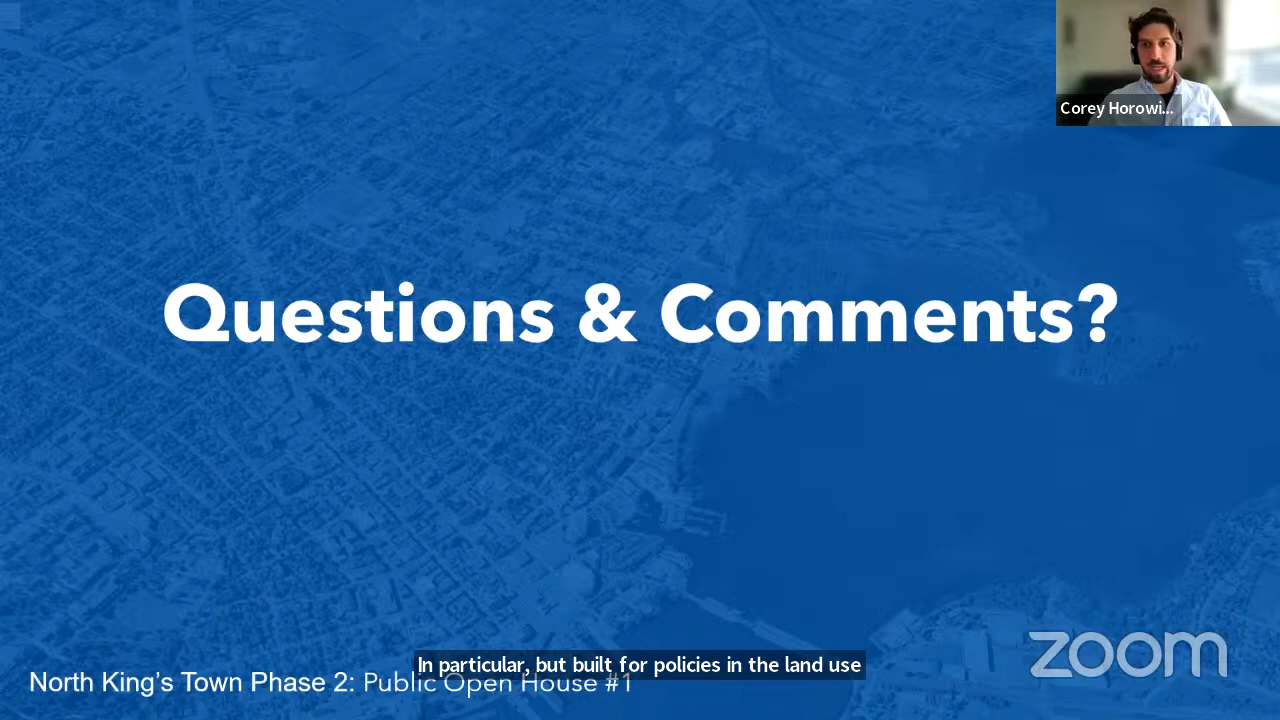 Corey Horowi...
Questions & Comments?
In particular, but built for policies in the land use
North King’s Town Phase 2: Public Open House #1
zoom